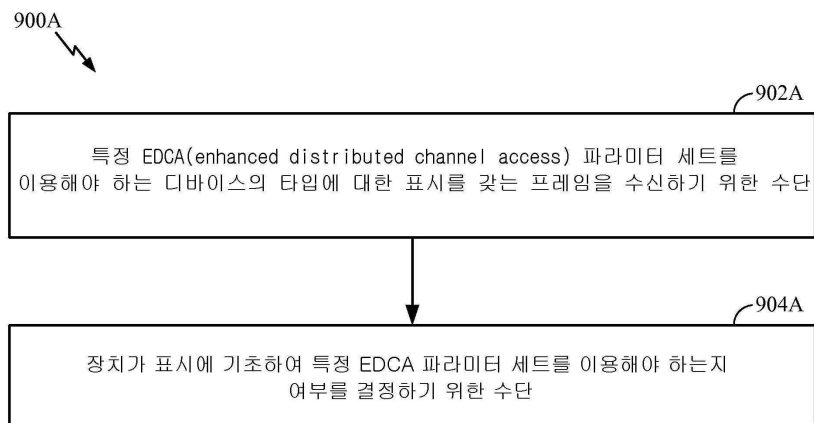 900A
902A
특정 EDCA(enhanced distributed channel access) 파라미터 세트를
이용해야 하는 디바이스의 타입에 대한 표시를 갖는 프레임을 수신하기 위한 수단
904A
장치가 표시에 기초하여 특정 EDCA 파라미터 세트를 이용해야 하는지
여부를 결정하기 위한 수단